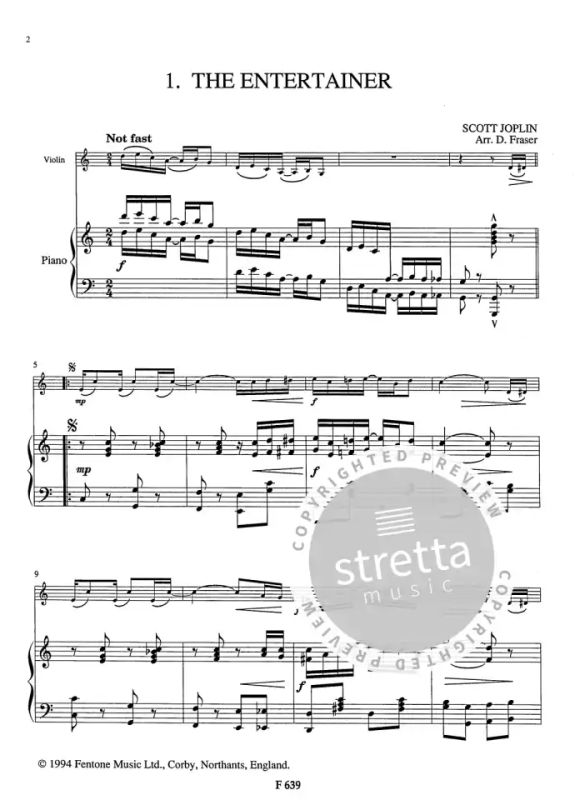 2
1. THE ENTERTAINER
SCOTT JOPLIN
Arr. D. Fraser
Not fast
Violin
Piano
f
5
mp
f
mp
f
COPYRIGHTED PREVIEW
stretta
music
COPYRIGHTED PREVIEW
9
f
© 1994 Fentone Music Ltd., Corby, Northants, England.
F 639